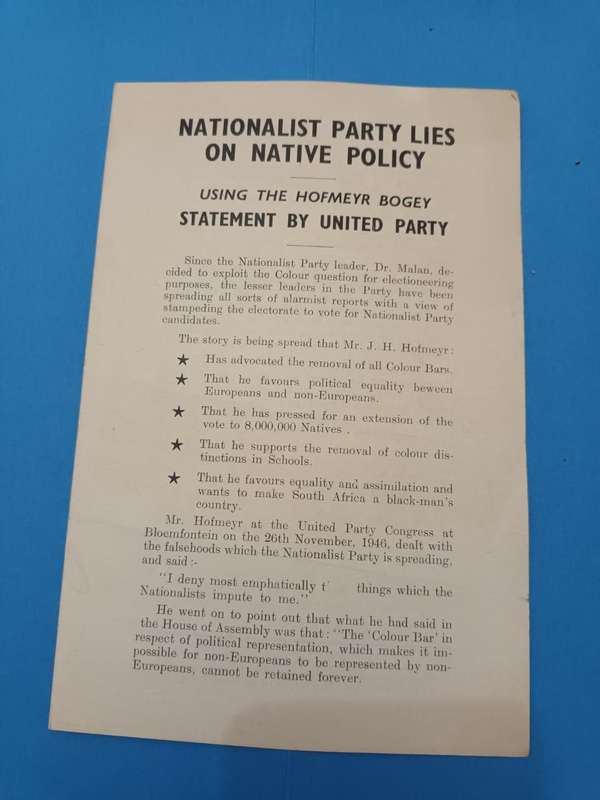 NATIONALIST PARTY LIES
ON NATIVE POLICY
USING THE HOFMEYR BOGEY
STATEMENT BY UNITED PARTY
Since the Nationalist Party leader, Dr. Malan, de-
cided to exploit the Colour question for electioneering
purposes, the lesser leaders in the Party have been
spreading all sorts of alarmist reports with a view of
stampeding the electorate to vote for Nationalist Party
candidates.
The story is being spread that Mr. J. H. Hofmeyr:
★ Has advocated the removal of all Colour Bars.
★ That he favours political equality beween
Europeans and non-Europeans.
★ That he has pressed for an extension of the
vote to 8,000,000 Natives .
★ That he supports the removal of colour dis-
tinctions in Schools.
★ That he favours equality and assimilation and
wants to make South Africa a black-man's
country.
Mr. Hofmeyr at the United Party Congress at
Bloemfontein on the 26th November, 1946, dealt with
the falsehoods which the Nationalist Party is spreading,
and said :-
"I deny most emphatically t things which the
Nationalists impute to me."
He went on to point out that what he had said in
the House of Assembly was that: "The 'Colour Bar' in
respect of political representation, which makes it im-
possible for non-Europeans to be represented by non-
Europeans, cannot be retained forever.